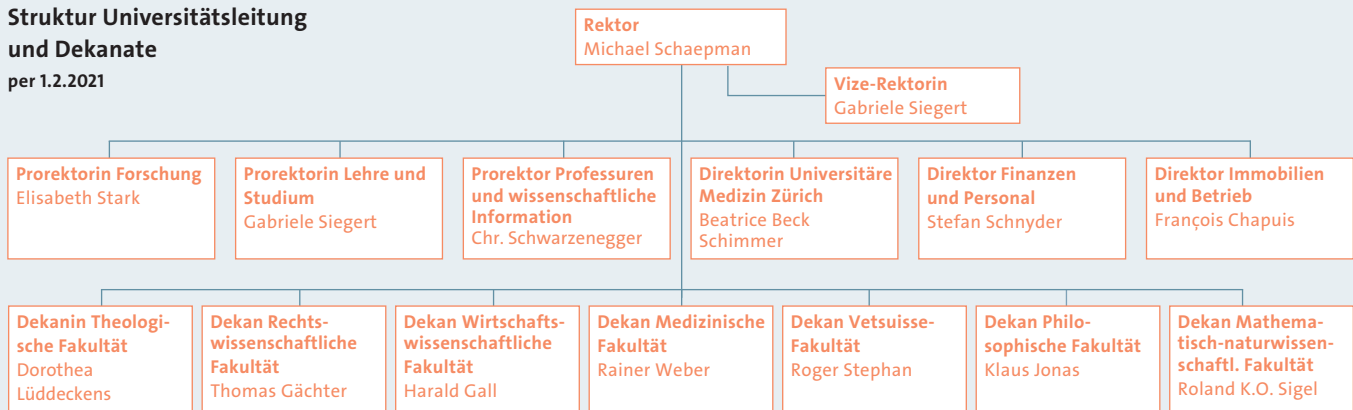 Struktur Universitätsleitung
und Dekanate
per 1.2.2021
Rektor
Michael Schaepman
Vize-Rektorin
Gabriele Siegert
Prorektorin Forschung
Elisabeth Stark
Prorektorin Lehre und
Studium
Gabriele Siegert
Prorektor Professuren
und wissenschaftliche
Information
Chr. Schwarzenegger
Direktorin Universitäre
Medizin Zürich
Beatrice Beck
Schimmer
Direktor Finanzen
und Personal
Stefan Schnyder
Direktor Immobilien
und Betrieb
François Chapuis
Dekanin Theologi-
sche Fakultät
Dorothea
Lüddeckens
Dekan Rechts-
wissenschaftliche
Fakultät
Thomas Gächter
Dekan Wirtschafts-
wissenschaftliche
Fakultät
Harald Gall
Dekan Medizinische
Fakultät
Rainer Weber
Dekan Vetsuisse-
Fakultät
Roger Stephan
Dekan Philo-
sophische Fakultät
Klaus Jonas
Dekan Mathema-
tisch-naturwissen-
schaftl. Fakultät
Roland K.O. Sigel